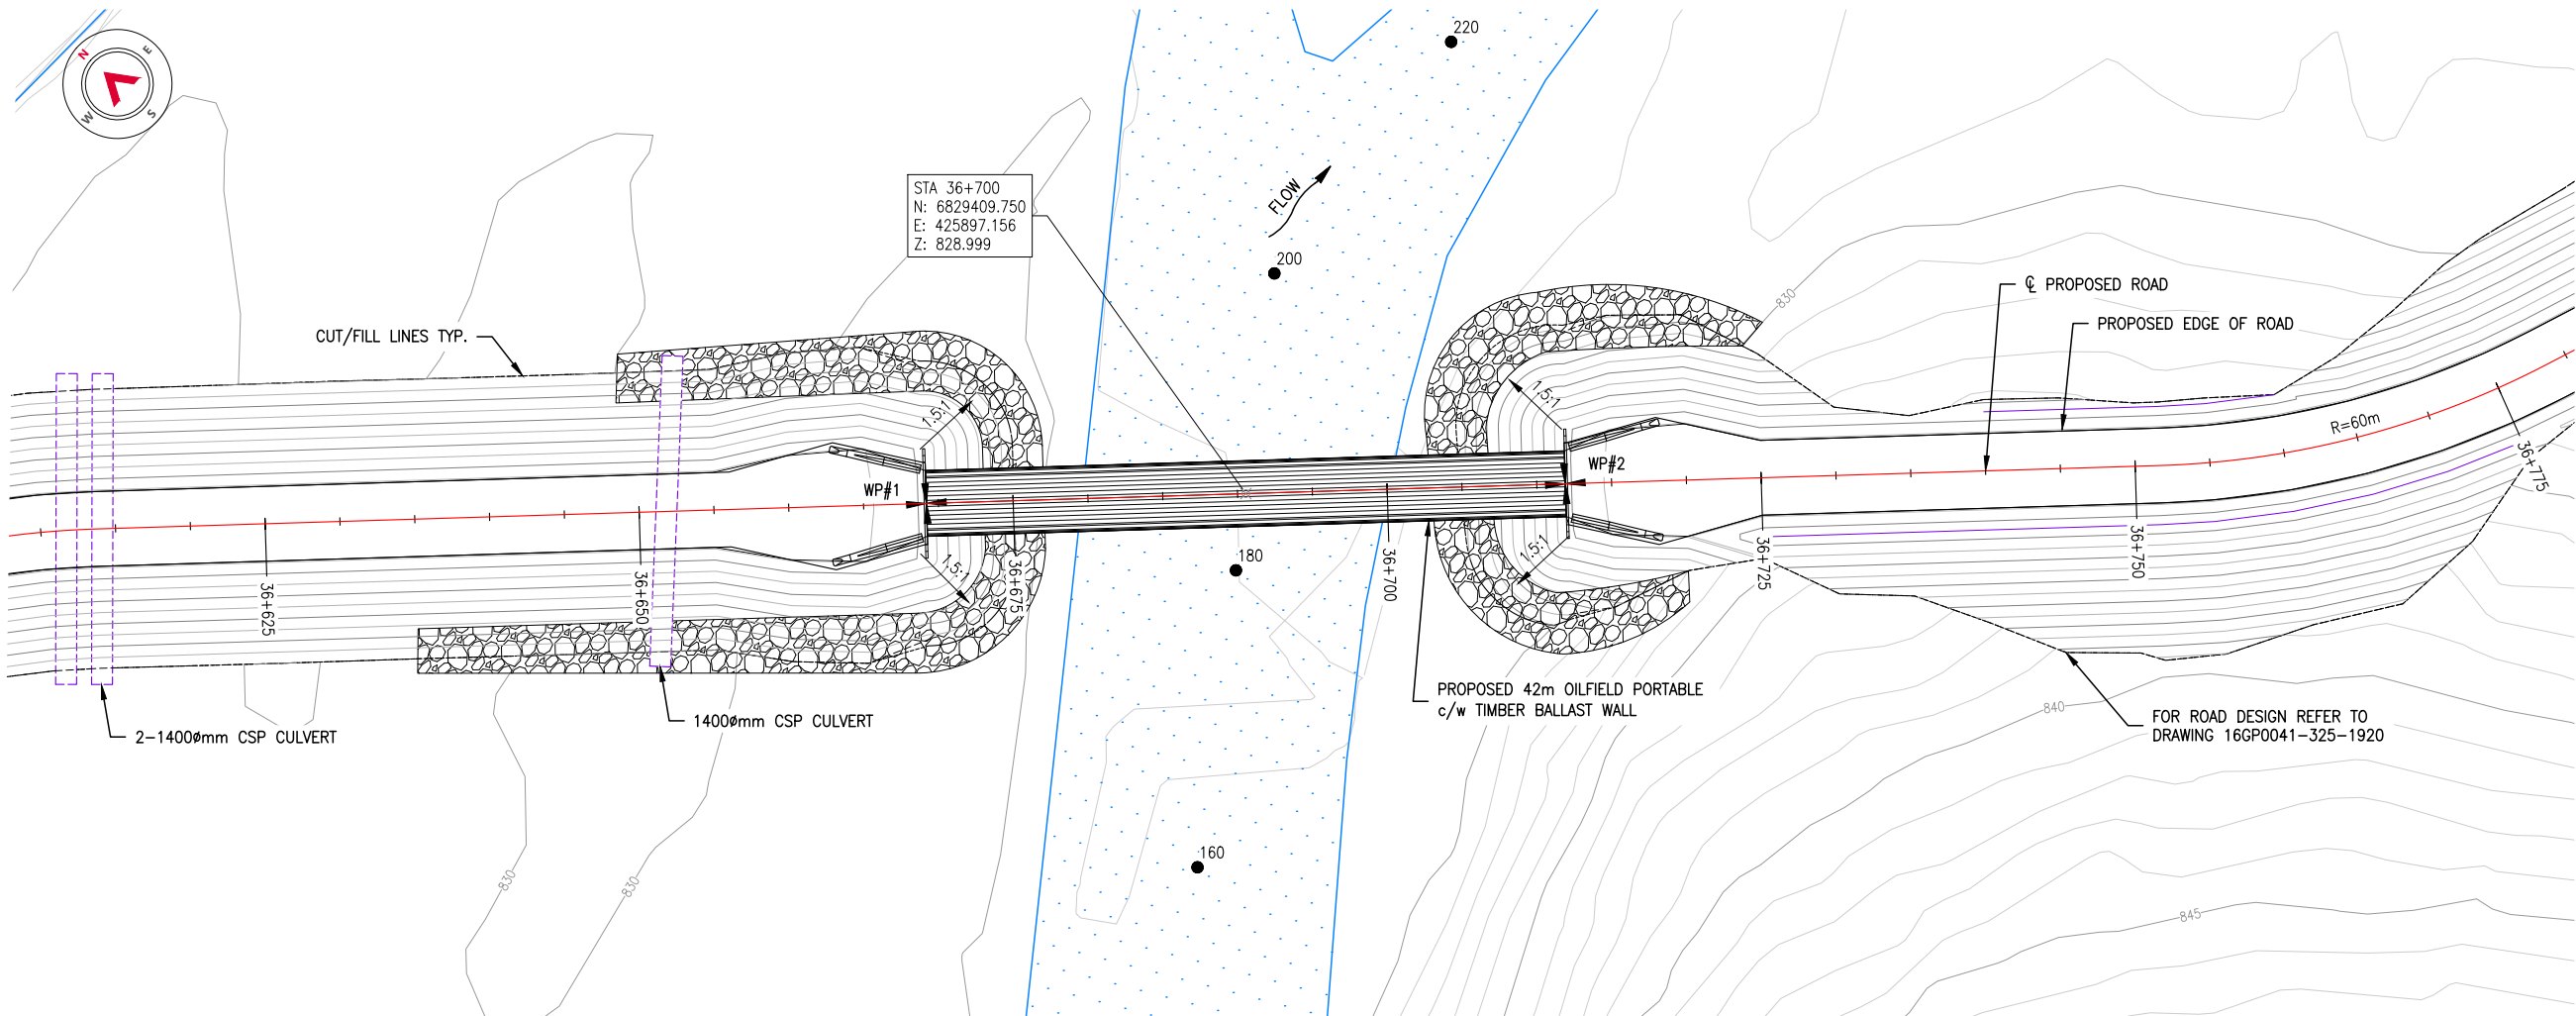 N
E
W
S
220
STA 36+700
N: 6829409.750
E: 425897.156
Z: 828.999
FLOW
200
830
℄ PROPOSED ROAD
PROPOSED EDGE OF ROAD
CUT/FILL LINES TYP.
1.5:1
1.5:1
R=60m
WP#1
WP#2
36+775
36+625
36+650
1.5:1
36+675
180
36+700
1.5:1
36+725
36+750
PROPOSED 42m OILFIELD PORTABLE
c/w TIMBER BALLAST WALL
840
2-1400ømm CSP CULVERT
1400ømm CSP CULVERT
FOR ROAD DESIGN REFER TO
DRAWING 16GP0041-325-1920
160
830
830
845